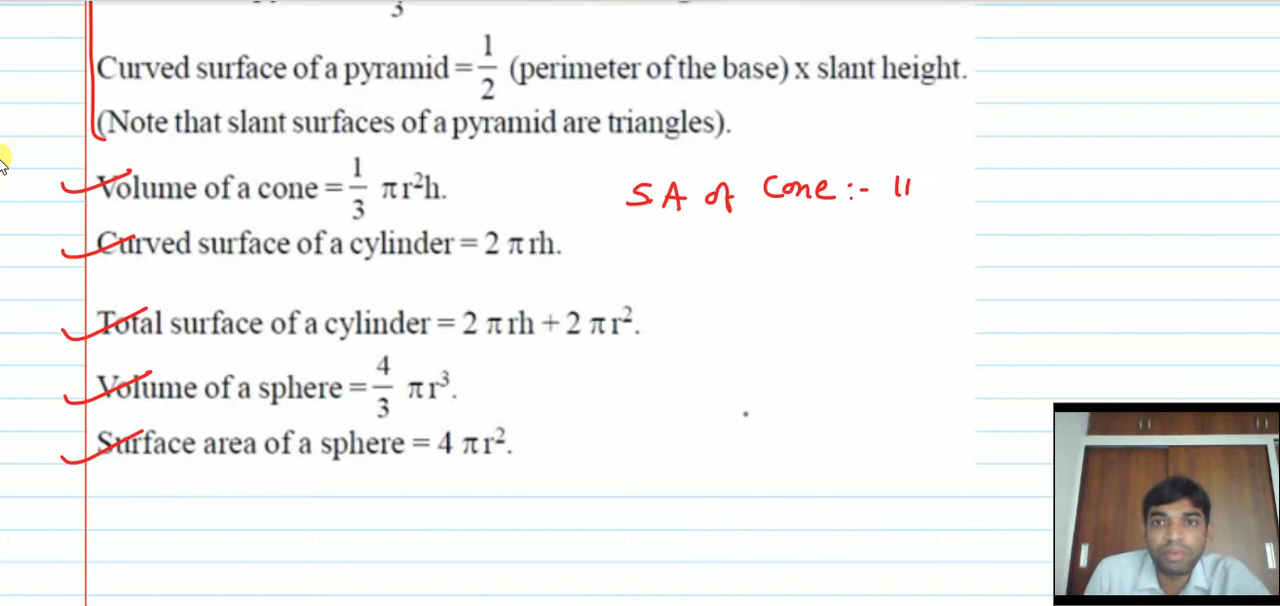 3
Curved surface of a pyramid = 1/2 (perimeter of the base) x slant height.
(Note that slant surfaces of a pyramid are triangles).
Volume of a cone = 1/3 πr²h.
SA of Cone :- 
Curved surface of a cylinder = 2 πrh.
Total surface of a cylinder = 2 πrh + 2 πr².
Volume of a sphere = 4/3 πr³.
Surface area of a sphere = 4 πr².